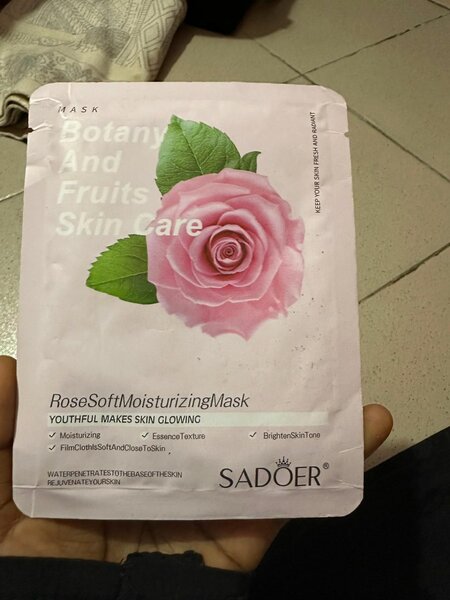 MASK
Botany
And
Fruits
Skin Care
KEEP YOUR SKIN FRESH AND RADIANT
RoseSoftMoisturizingMask
YOUTHFUL MAKES SKIN GLOWING
✓ Moisturizing ✓ EssenceTexture ✓ BrightenSkinTone
✓ FilmClothIsSoftAndCloseToSkin
WATERPENETRATESTOTHEBASEOFTHESKIN
REJUVENATEYOURSKIN
SADOER®